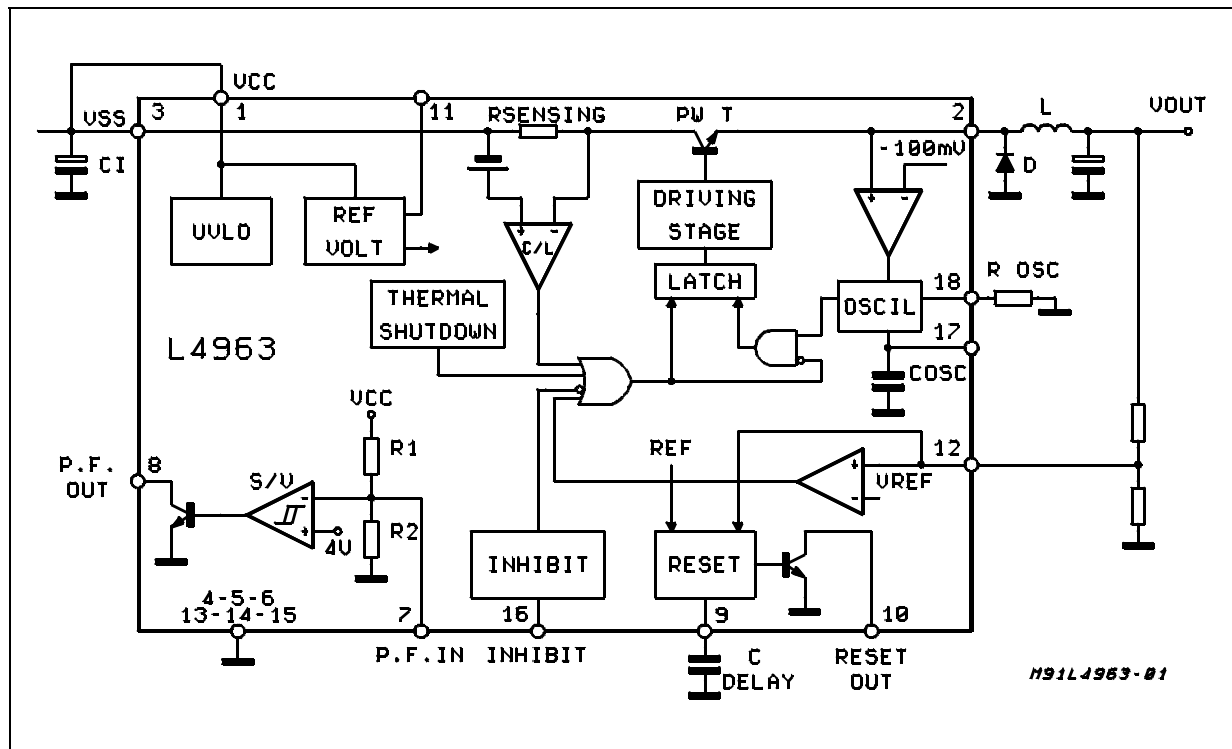 VCC
3
1
11
RSENSING
PW T
2
L
VOUT
VSS
CI
-100mV
D
+
-
UVLO
REF
VOLT
+
-
C/L
DRIVING
STAGE
LATCH
18
R OSC
OSCIL
THERMAL
SHUTDOWN
17
L4963
COSC
VCC
R1
P.F.
OUT
8
S/V
-
+
4V
R2
REF
12
+
-
VREF
INHIBIT
RESET
4-5-6
13-14-15
7
16
9
10
P.F.IN
INHIBIT
C
DELAY
RESET
OUT
M91L4963-01